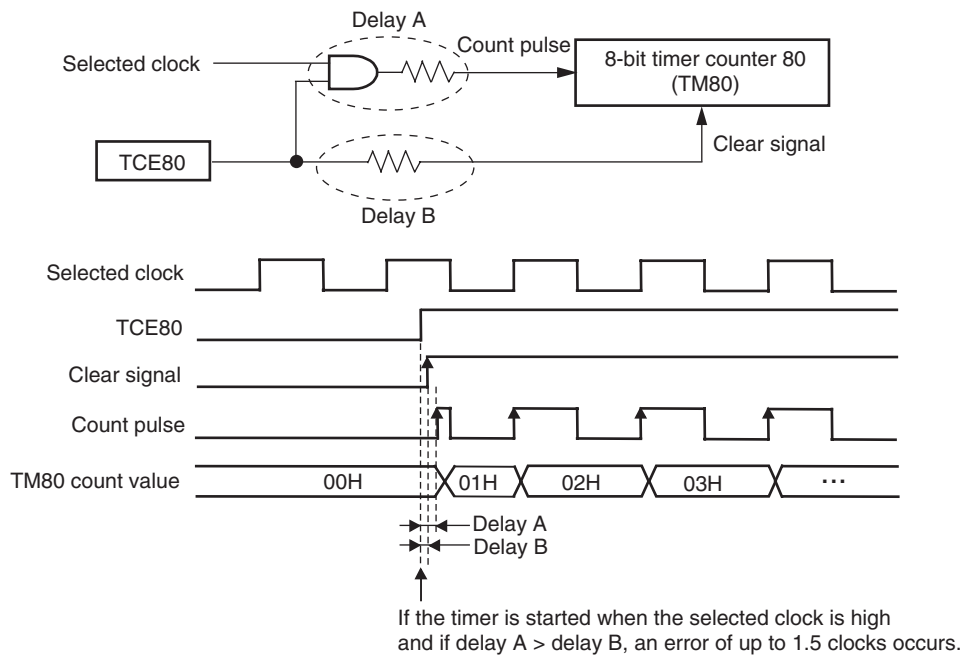 Delay A
Selected clock
Count pulse
8-bit timer counter 80
(TM80)
Clear signal
TCE80
Delay B
Selected clock
TCE80
Clear signal
Count pulse
TM80 count value
00H
01H
02H
03H
...
Delay A
Delay B
If the timer is started when the selected clock is high
and if delay A > delay B, an error of up to 1.5 clocks occurs.